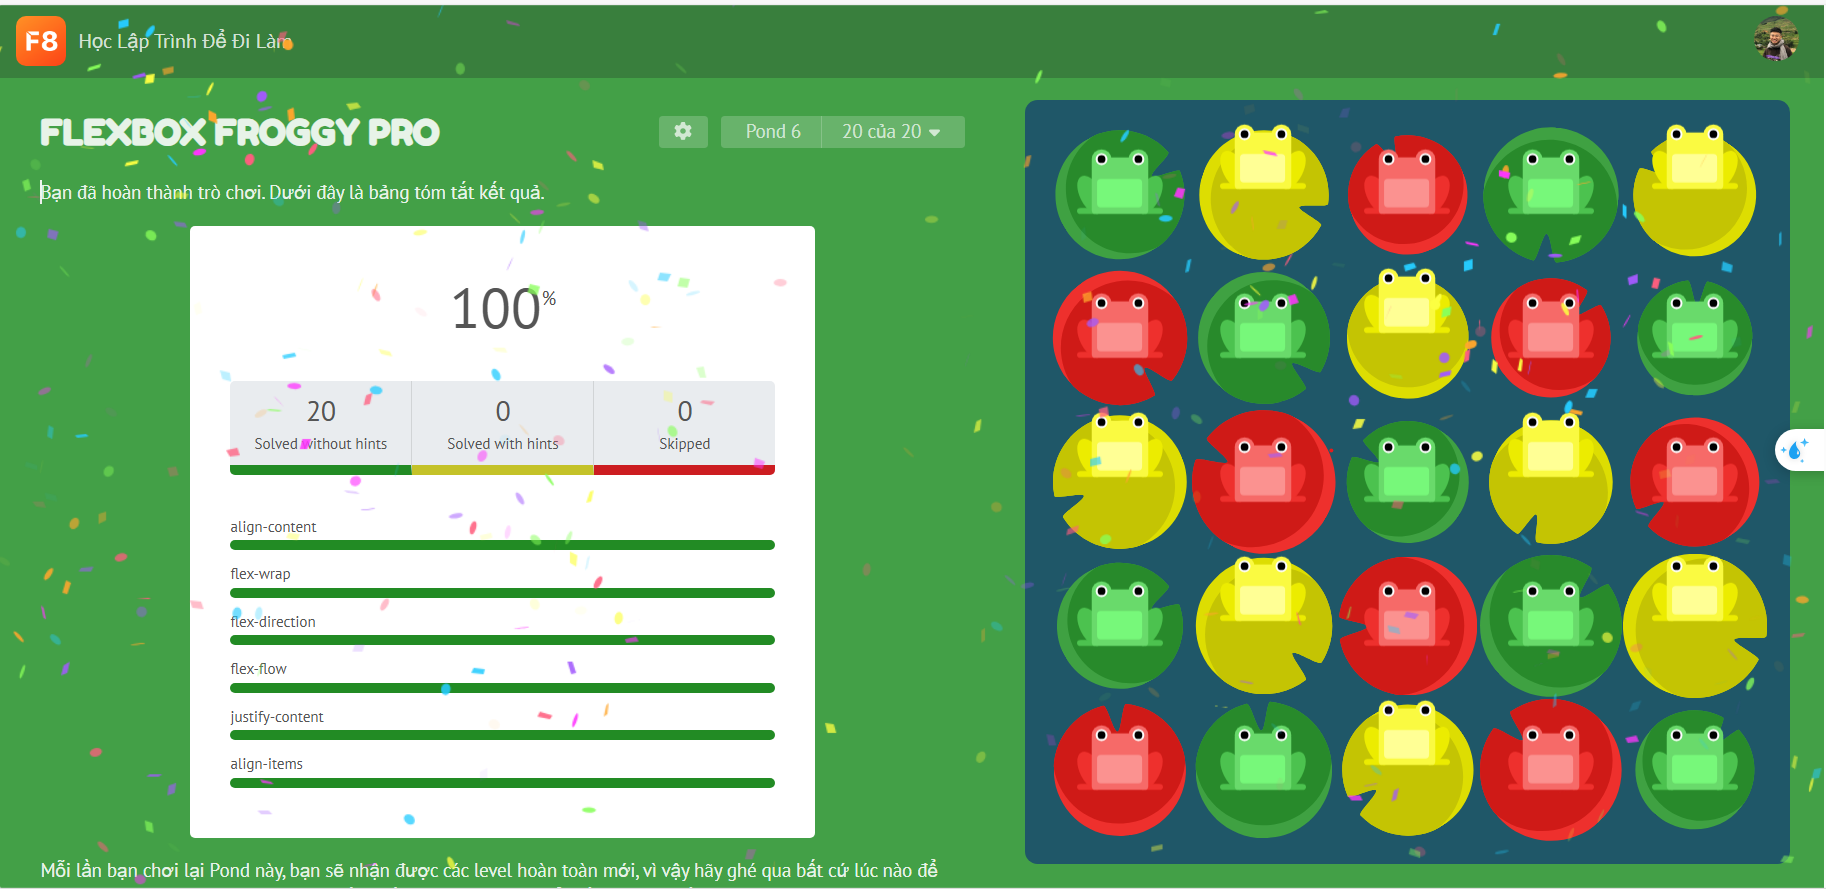 F8 Học Lập Trình Để Đi Làm
FLEXBOX FROGGY PRO
Pond 6
20 của 20
Bạn đã hoàn thành trò chơi. Dưới đây là bảng tóm tắt kết quả.
100%
20
Solved without hints
0
Solved with hints
0
Skipped
align-content
flex-wrap
flex-direction
flex-flow
justify-content
align-items
Mỗi lần bạn chơi lại Pond này, bạn sẽ nhận được các level hoàn toàn mới, vì vậy hãy ghé qua bất cứ lúc nào để